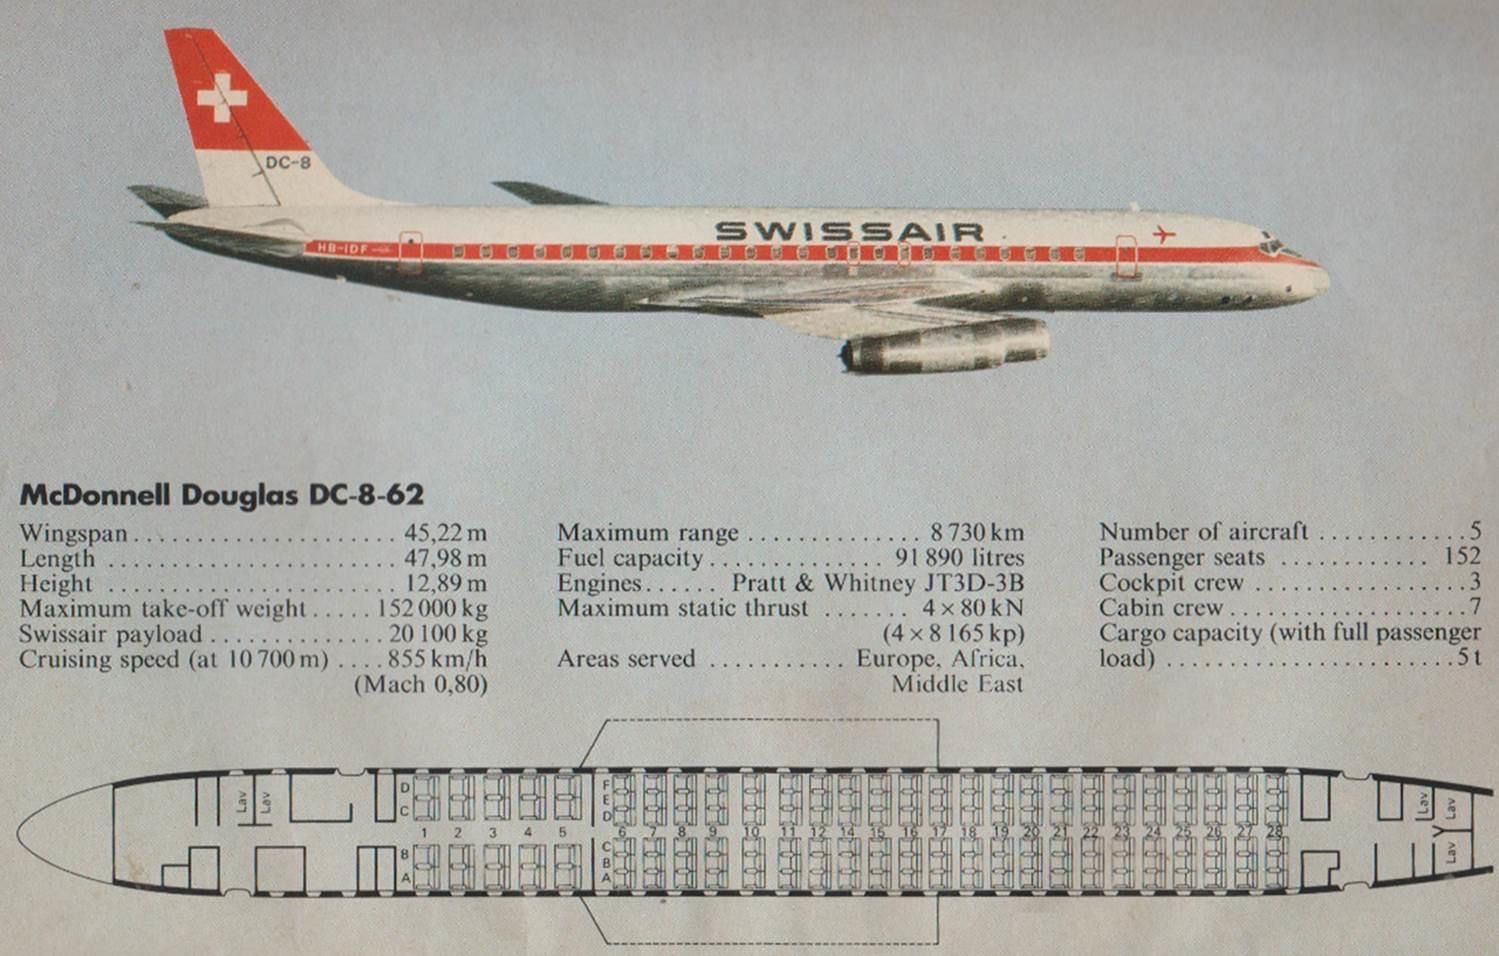 DC-8
SWISSAIR
HB-IDF
McDonnell Douglas DC-8-62
Wingspan ..................... 45,22 m
Length ....................... 47,98 m
Height ......................... 12,89 m
Maximum take-off weight ..... 152 000 kg
Swissair payload .............. 20 100 kg
Cruising speed (at 10 700 m) .... 855 km/h
(Mach 0,80)
Maximum range .............. 8 730 km
Fuel capacity .............. 91 890 litres
Engines...... Pratt & Whitney JT3D-3B
Maximum static thrust ....... 4 × 80 kN
(4 × 8 165 kp)
Areas served ........... Europe, Africa,
Middle East
Number of aircraft ............ 5
Passenger seats ............ 152
Cockpit crew ................. 3
Cabin crew ................... 7
Cargo capacity (with full passenger
load) ....................... 5 t
Lav Lav
D
C
B
A
1 2 3 4 5
F
E
D
C
B
A
6 7 8 9 10 11 12 14 15 16 17 18 19 20 21 22 23 24 25 26 27 28
Lav Lav
Lav